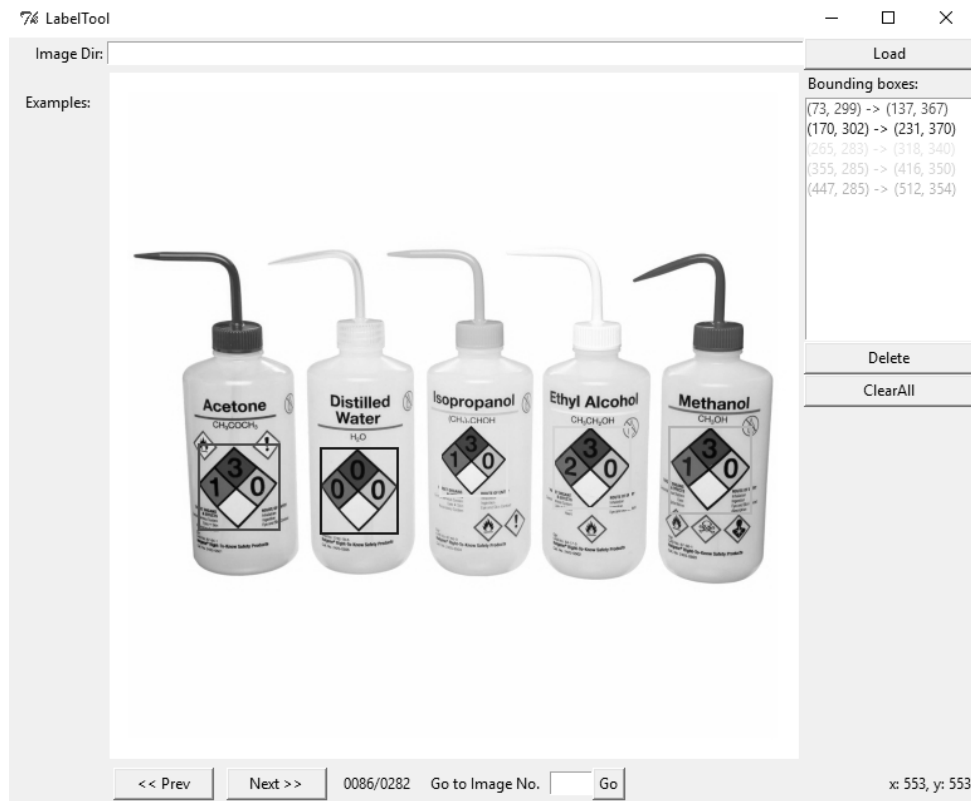 LabelTool
Image Dir:
Load
Examples:
Bounding boxes:
(73, 299) -> (137, 367)
(170, 302) -> (231, 370)
(265, 283) -> (318, 340)
(355, 285) -> (416, 350)
(447, 285) -> (512, 354)
Delete
ClearAll
Acetone
CH₃COCH₃
3
1 0
Distilled
Water
H₂O
0
0 0
Isopropanol
(CH₃)₂CHOH
3
1 0
Ethyl Alcohol
CH₃CH₂OH
3
2 0
Methanol
CH₃OH
3
1 0
<< Prev
Next >>
0086/0282
Go to Image No.
Go
x: 553, y: 553